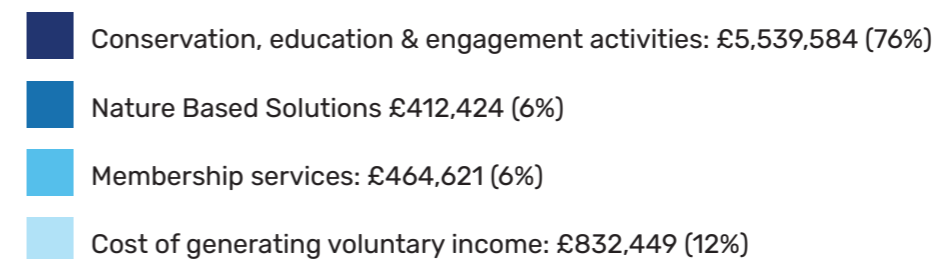 Conservation, education & engagement activities: £5,539,584 (76%)
Nature Based Solutions £412,424 (6%)
Membership services: £464,621 (6%)
Cost of generating voluntary income: £832,449 (12%)